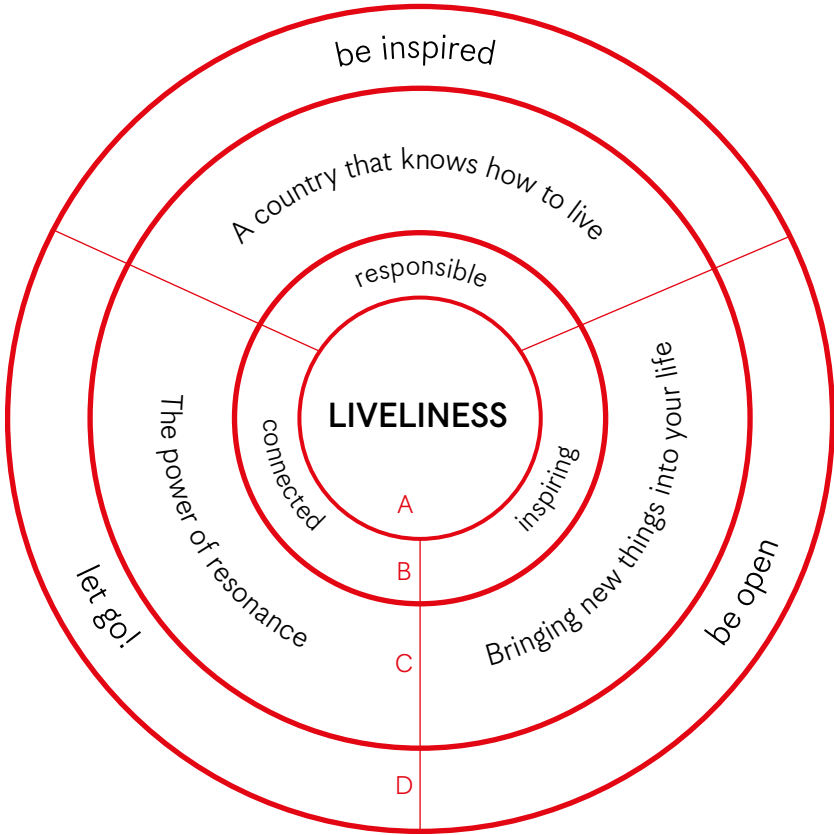 be inspired
A country that knows how to live
responsible
LIVELINESS
connected
inspiring
The power of resonance
Bringing new things into your life
let go!
be open
A
B
C
D